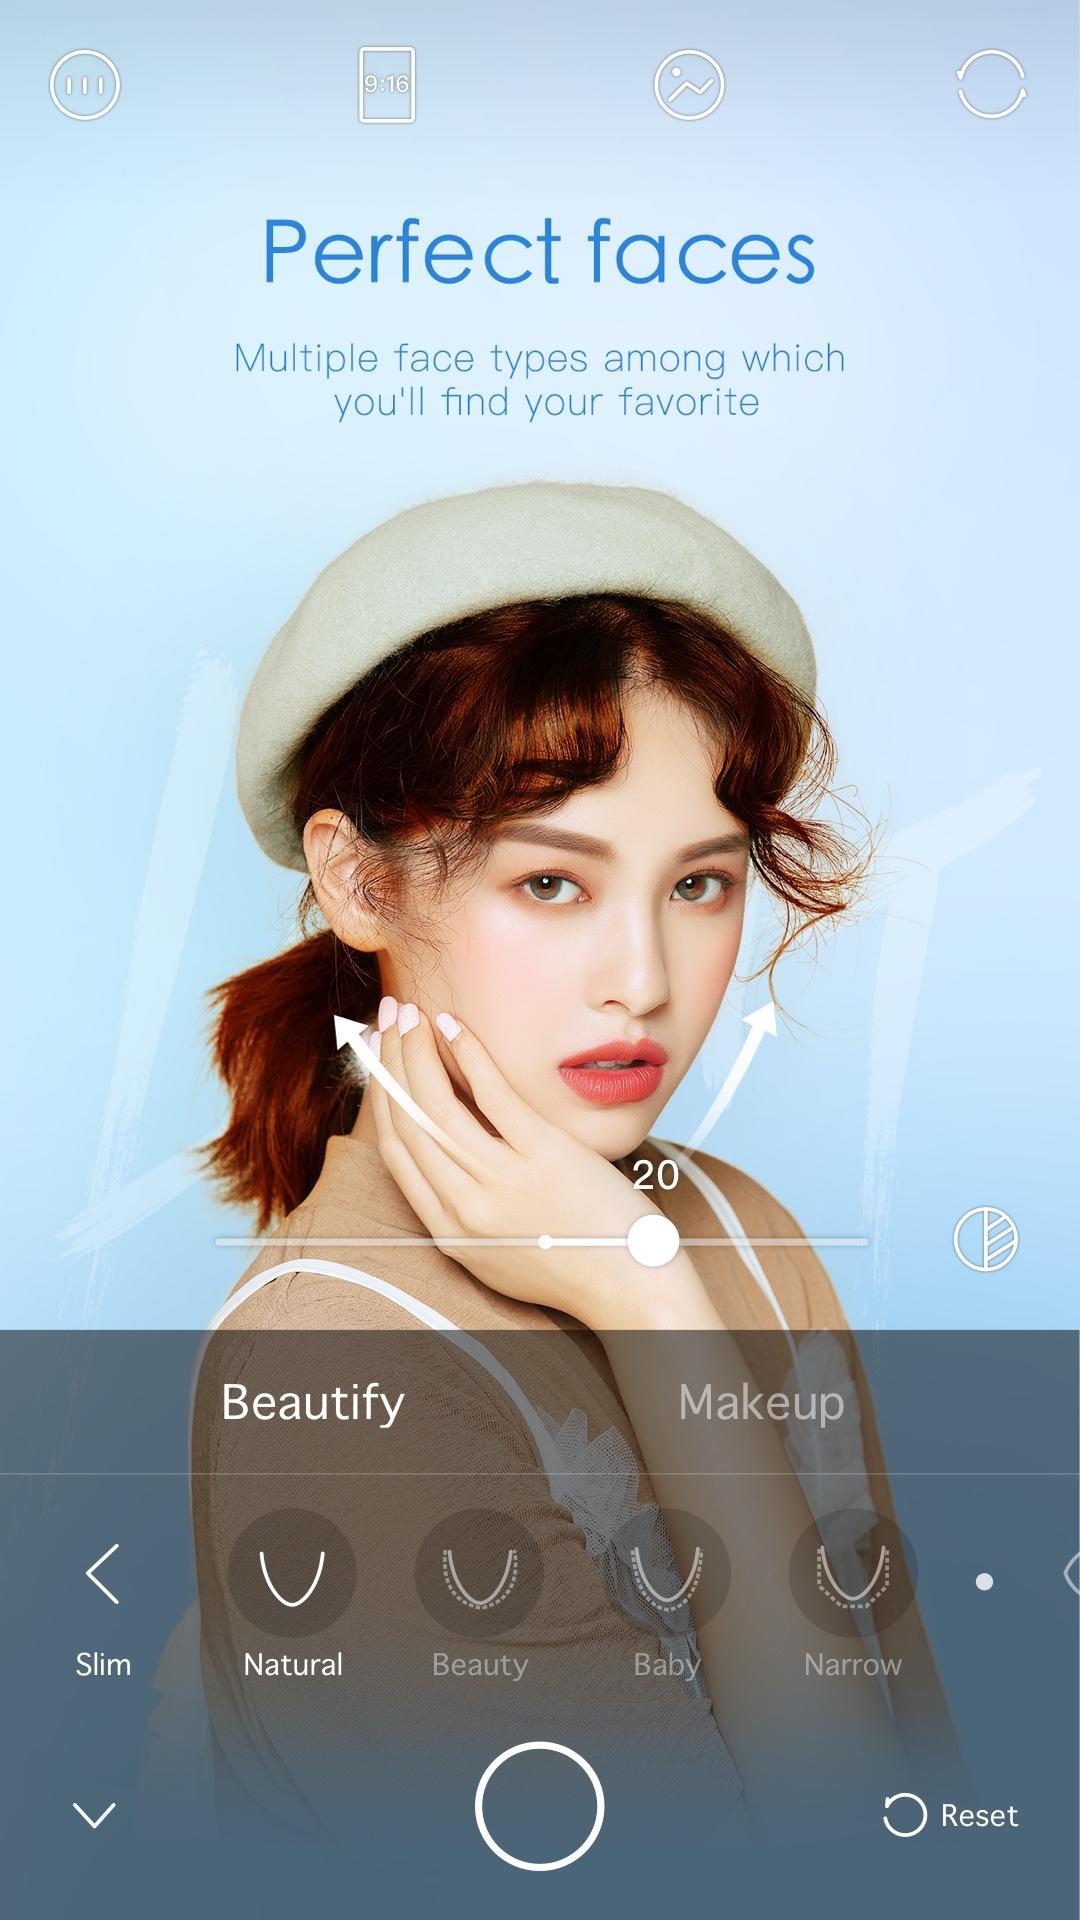 9:16
Perfect faces
Multiple face types among which
you'll find your favorite
20
Beautify
Makeup
Slim
Natural
Beauty
Baby
Narrow
Reset